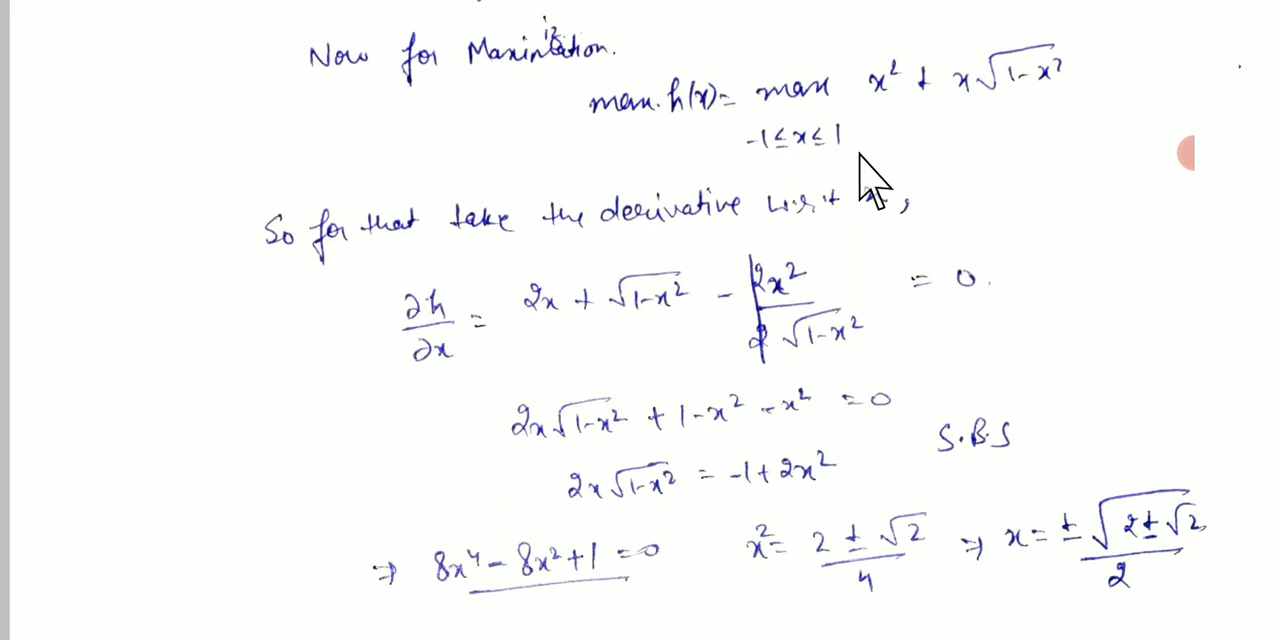 Now for Maximization.
max. h(x) = max x² + x√(1-x²)
-1 ≤ x ≤ 1
So for that take the derivative w.r.t x,
∂h/∂x = 2x + √(1-x²) - 2x²/(2√(1-x²)) = 0.
2x√(1-x²) + 1-x² - x² = 0
2x√(1-x²) = -1+2x² S.B.S
⇒ 8x⁴ - 8x² + 1 = 0 x² = (2 ± √2)/4 ⇒ x = ± √(2±√2)/2